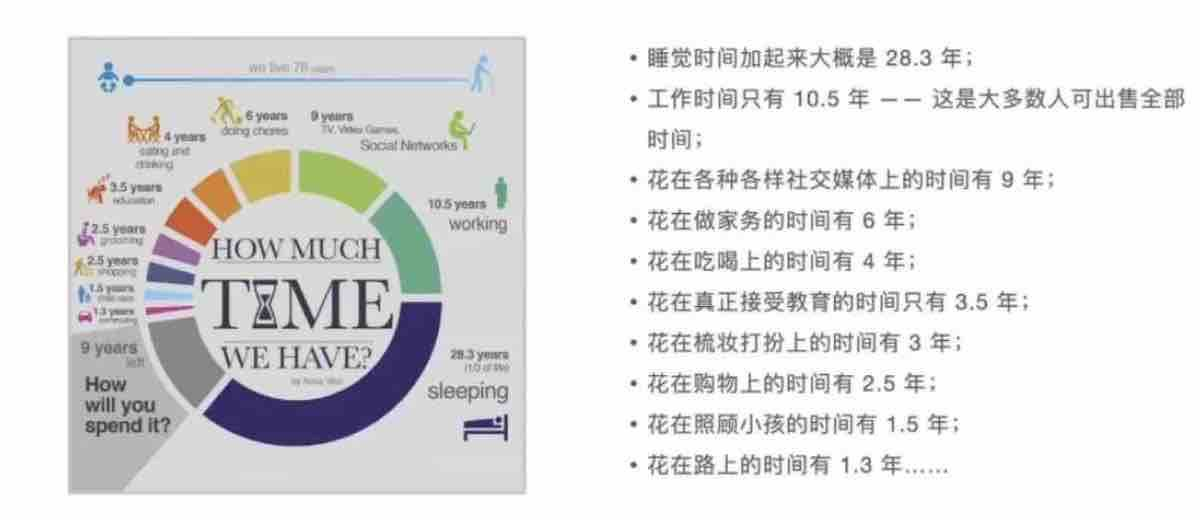 we live 78 years
6 years
doing chores
9 years
TV, Video Games,
Social Networks
4 years
eating and
drinking
3.5 years
education
2.5 years
grooming
2.5 years
shopping
1.5 years
child care
1.3 years
commuting
10.5 years
working
HOW MUCH
TIME
WE HAVE?
9 years
left
How
will you
spend it?
28.3 years
(1/3 of life)
sleeping
• 睡觉时间加起来大概是 28.3 年；
• 工作时间只有 10.5 年 —— 这是大多数人可出售全部
时间；
• 花在各种各样社交媒体上的时间有 9 年；
• 花在做家务的时间有 6 年；
• 花在吃喝上的时间有 4 年；
• 花在真正接受教育的时间只有 3.5 年；
• 花在梳妆打扮上的时间有 3 年；
• 花在购物上的时间有 2.5 年；
• 花在照顾小孩的时间有 1.5 年；
• 花在路上的时间有 1.3 年……